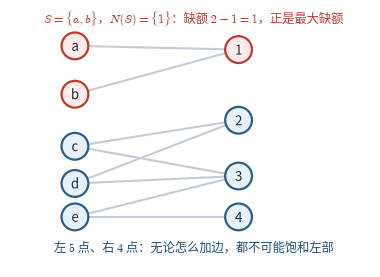 S = {a, b}，N(S) = {1}：缺额 2 − 1 = 1，正是最大缺额
a
1
b
2
c
3
d
e
4
左 5 点、右 4 点：无论怎么加边，都不可能饱和左部